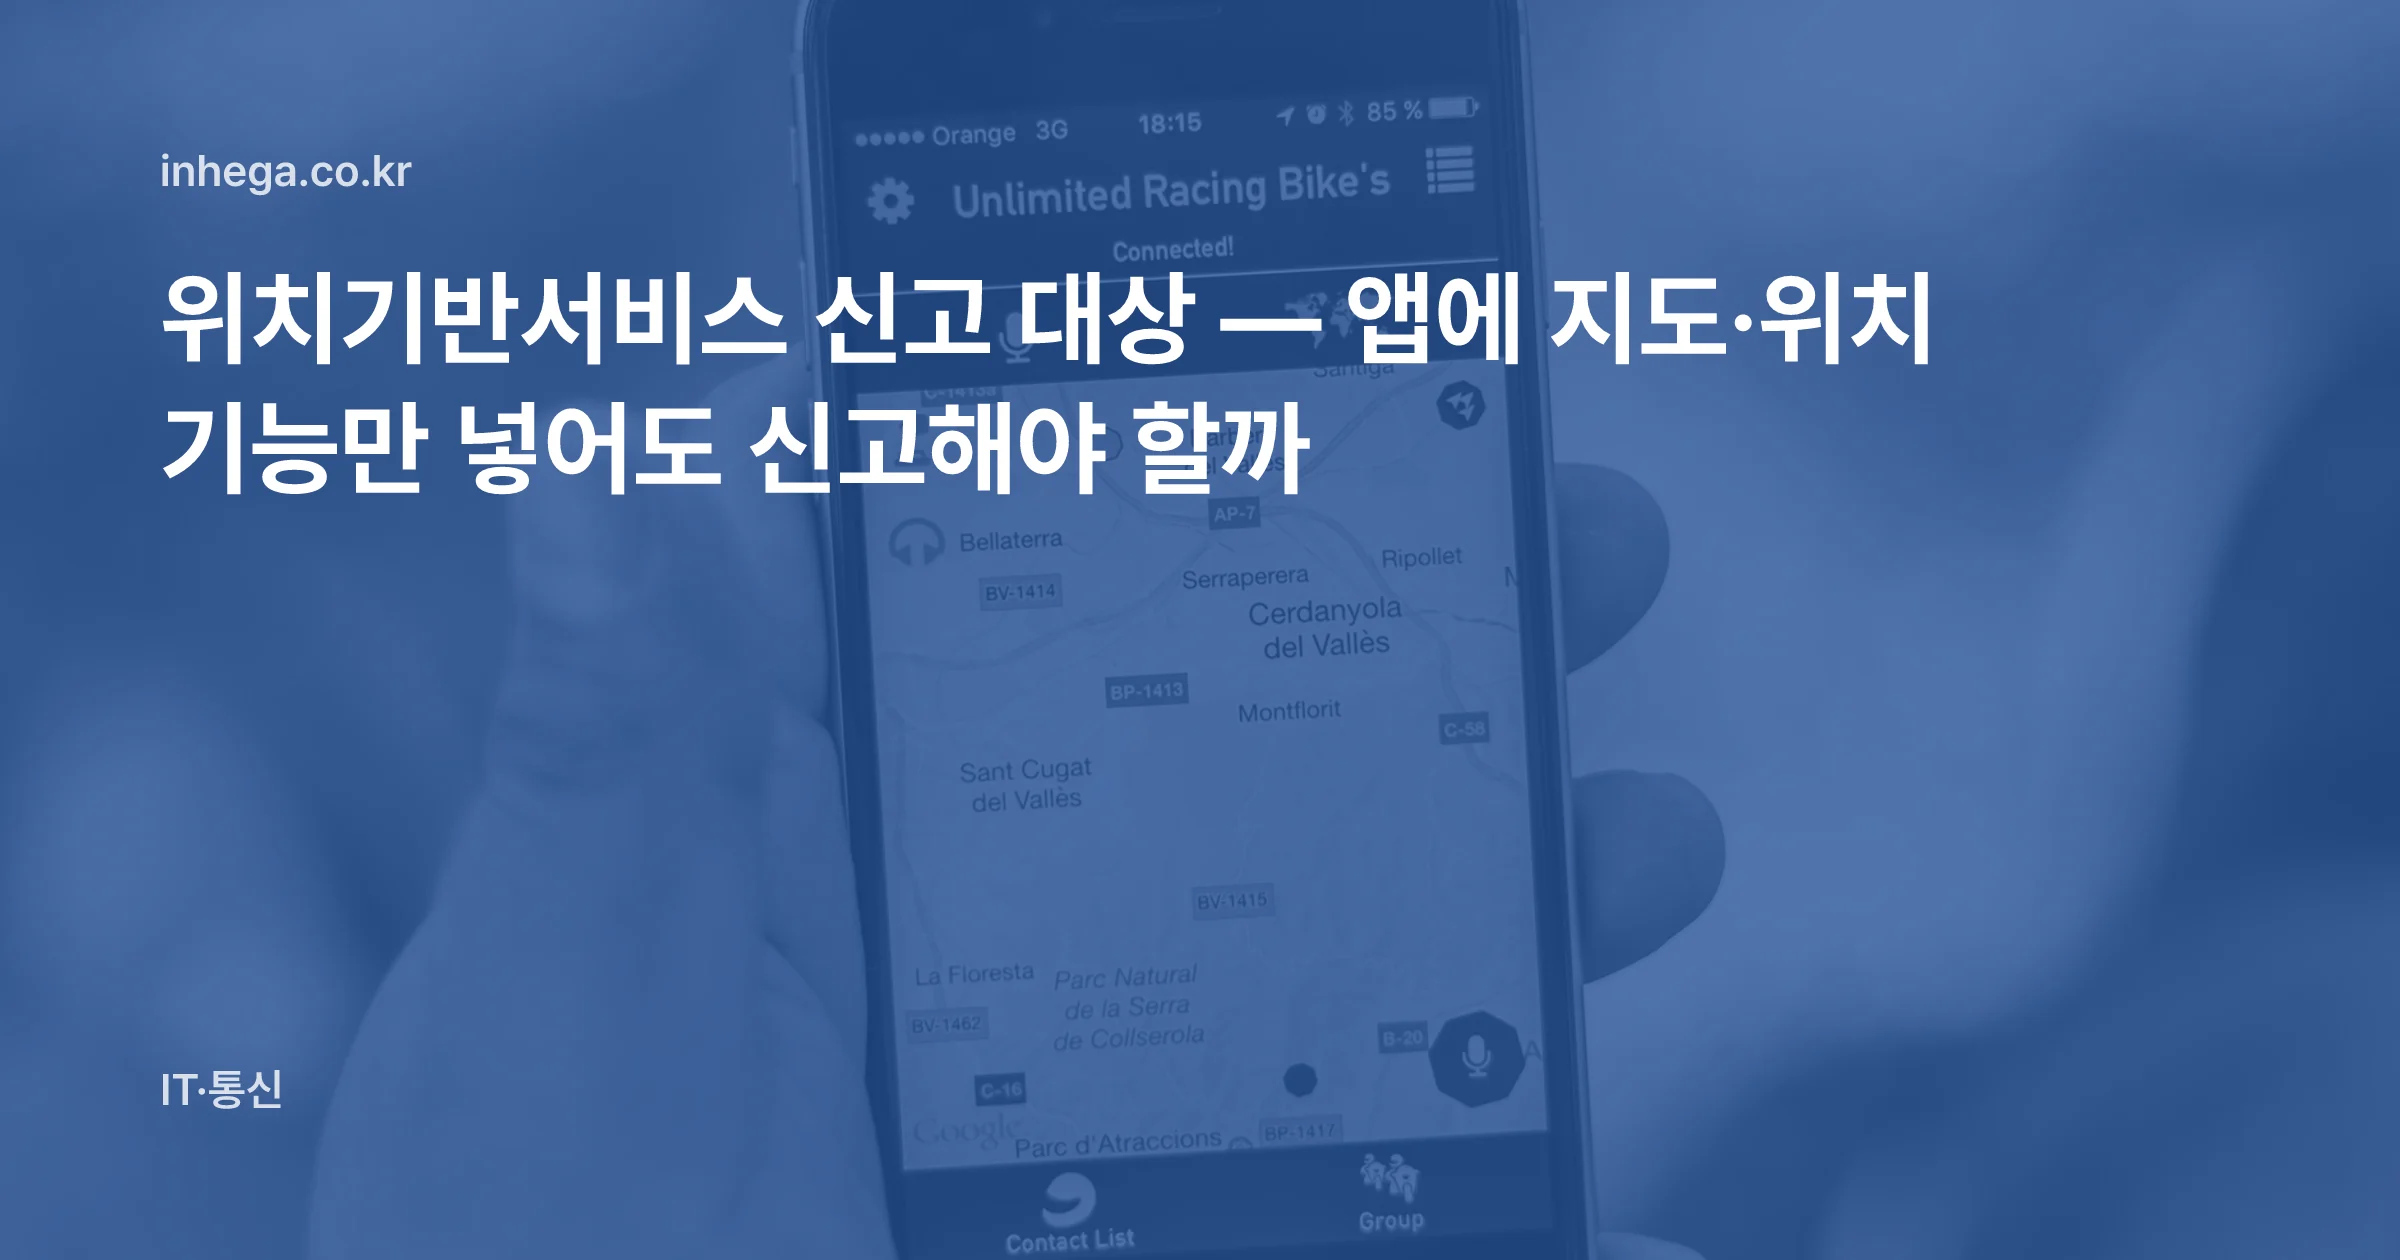 Orange 3G 18:15 85 %
inhega.co.kr
Unlimited Racing Bike's
Connected!
위치기반서비스 신고 대상 — 앱에 지도·위치
Santiga
C-1413a
기능만 넣어도 신고해야 할까
AP-7
Bellaterra
Ripollet
Serraperera
BV-1414
Cerdanyola
del Vallès
BP-1413
Montflorit
C-58
Sant Cugat
del Vallès
BV-1415
La Floresta
Parc Natural
de la Serra
de Collserola
BV-1462
B-20
IT·통신
C-16
Google
Parc d'Atraccions
BP-1417
Contact List
Group